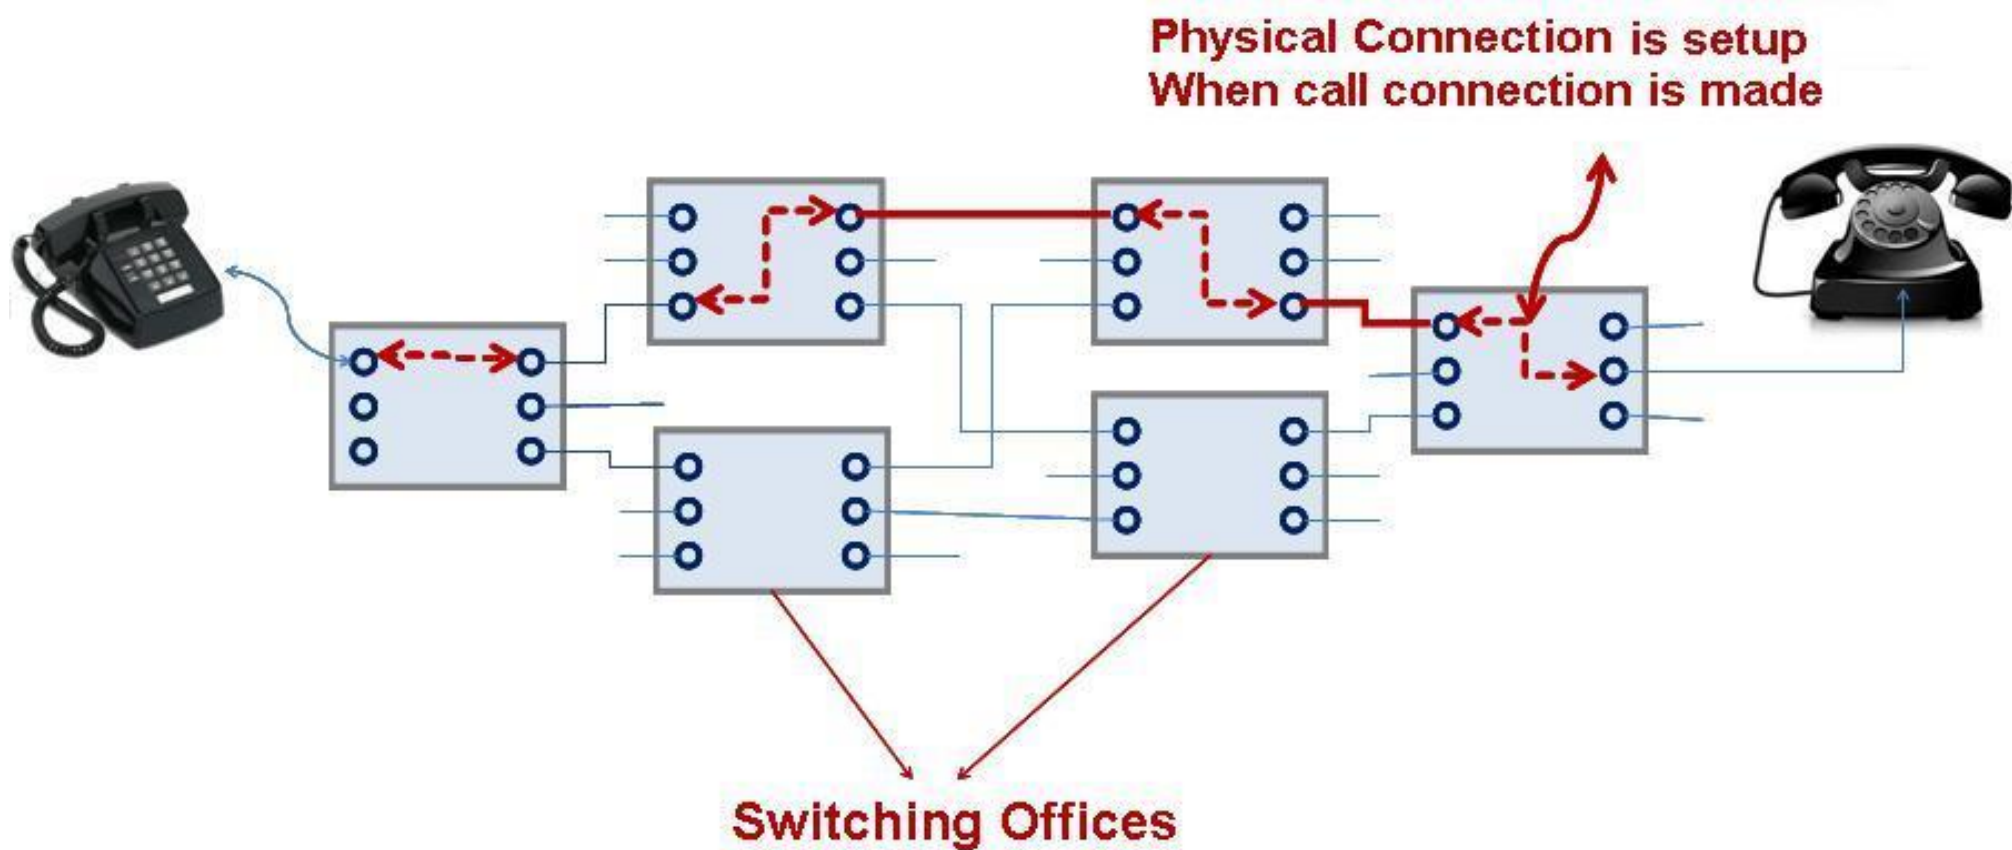 Physical Connection is setup
When call connection is made
Switching Offices